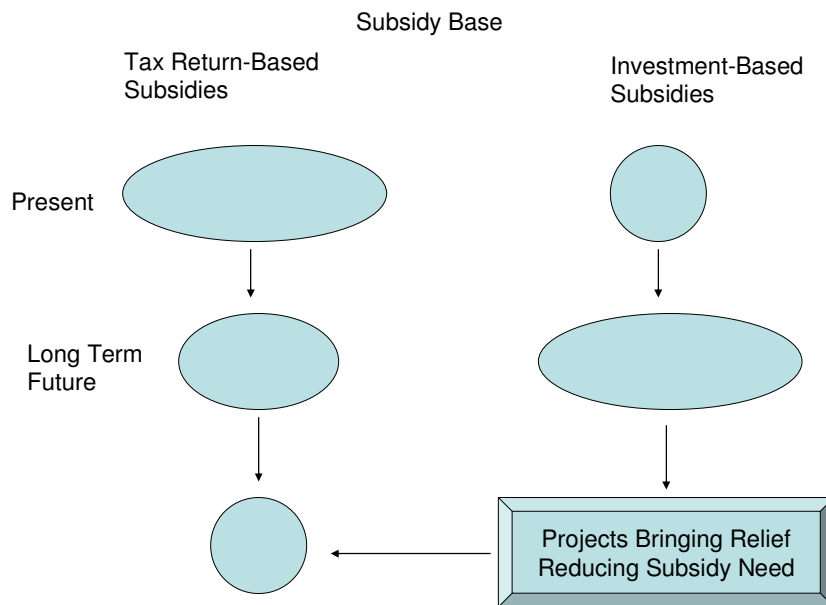 Subsidy Base
Tax Return-Based
Subsidies
Investment-Based
Subsidies
Present
Long Term
Future
Projects Bringing Relief
Reducing Subsidy Need